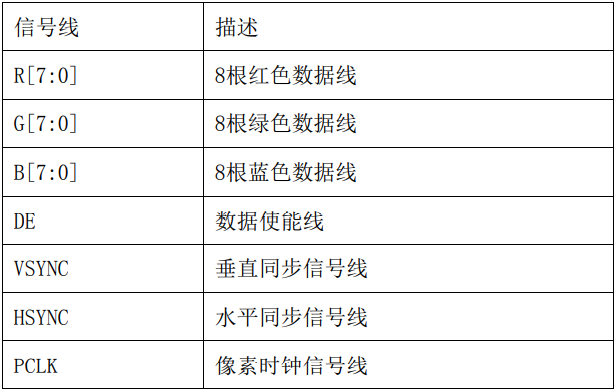 信号线 描述
R[7:0] 8根红色数据线
G[7:0] 8根绿色数据线
B[7:0] 8根蓝色数据线
DE 数据使能线
VSYNC 垂直同步信号线
HSYNC 水平同步信号线
PCLK 像素时钟信号线